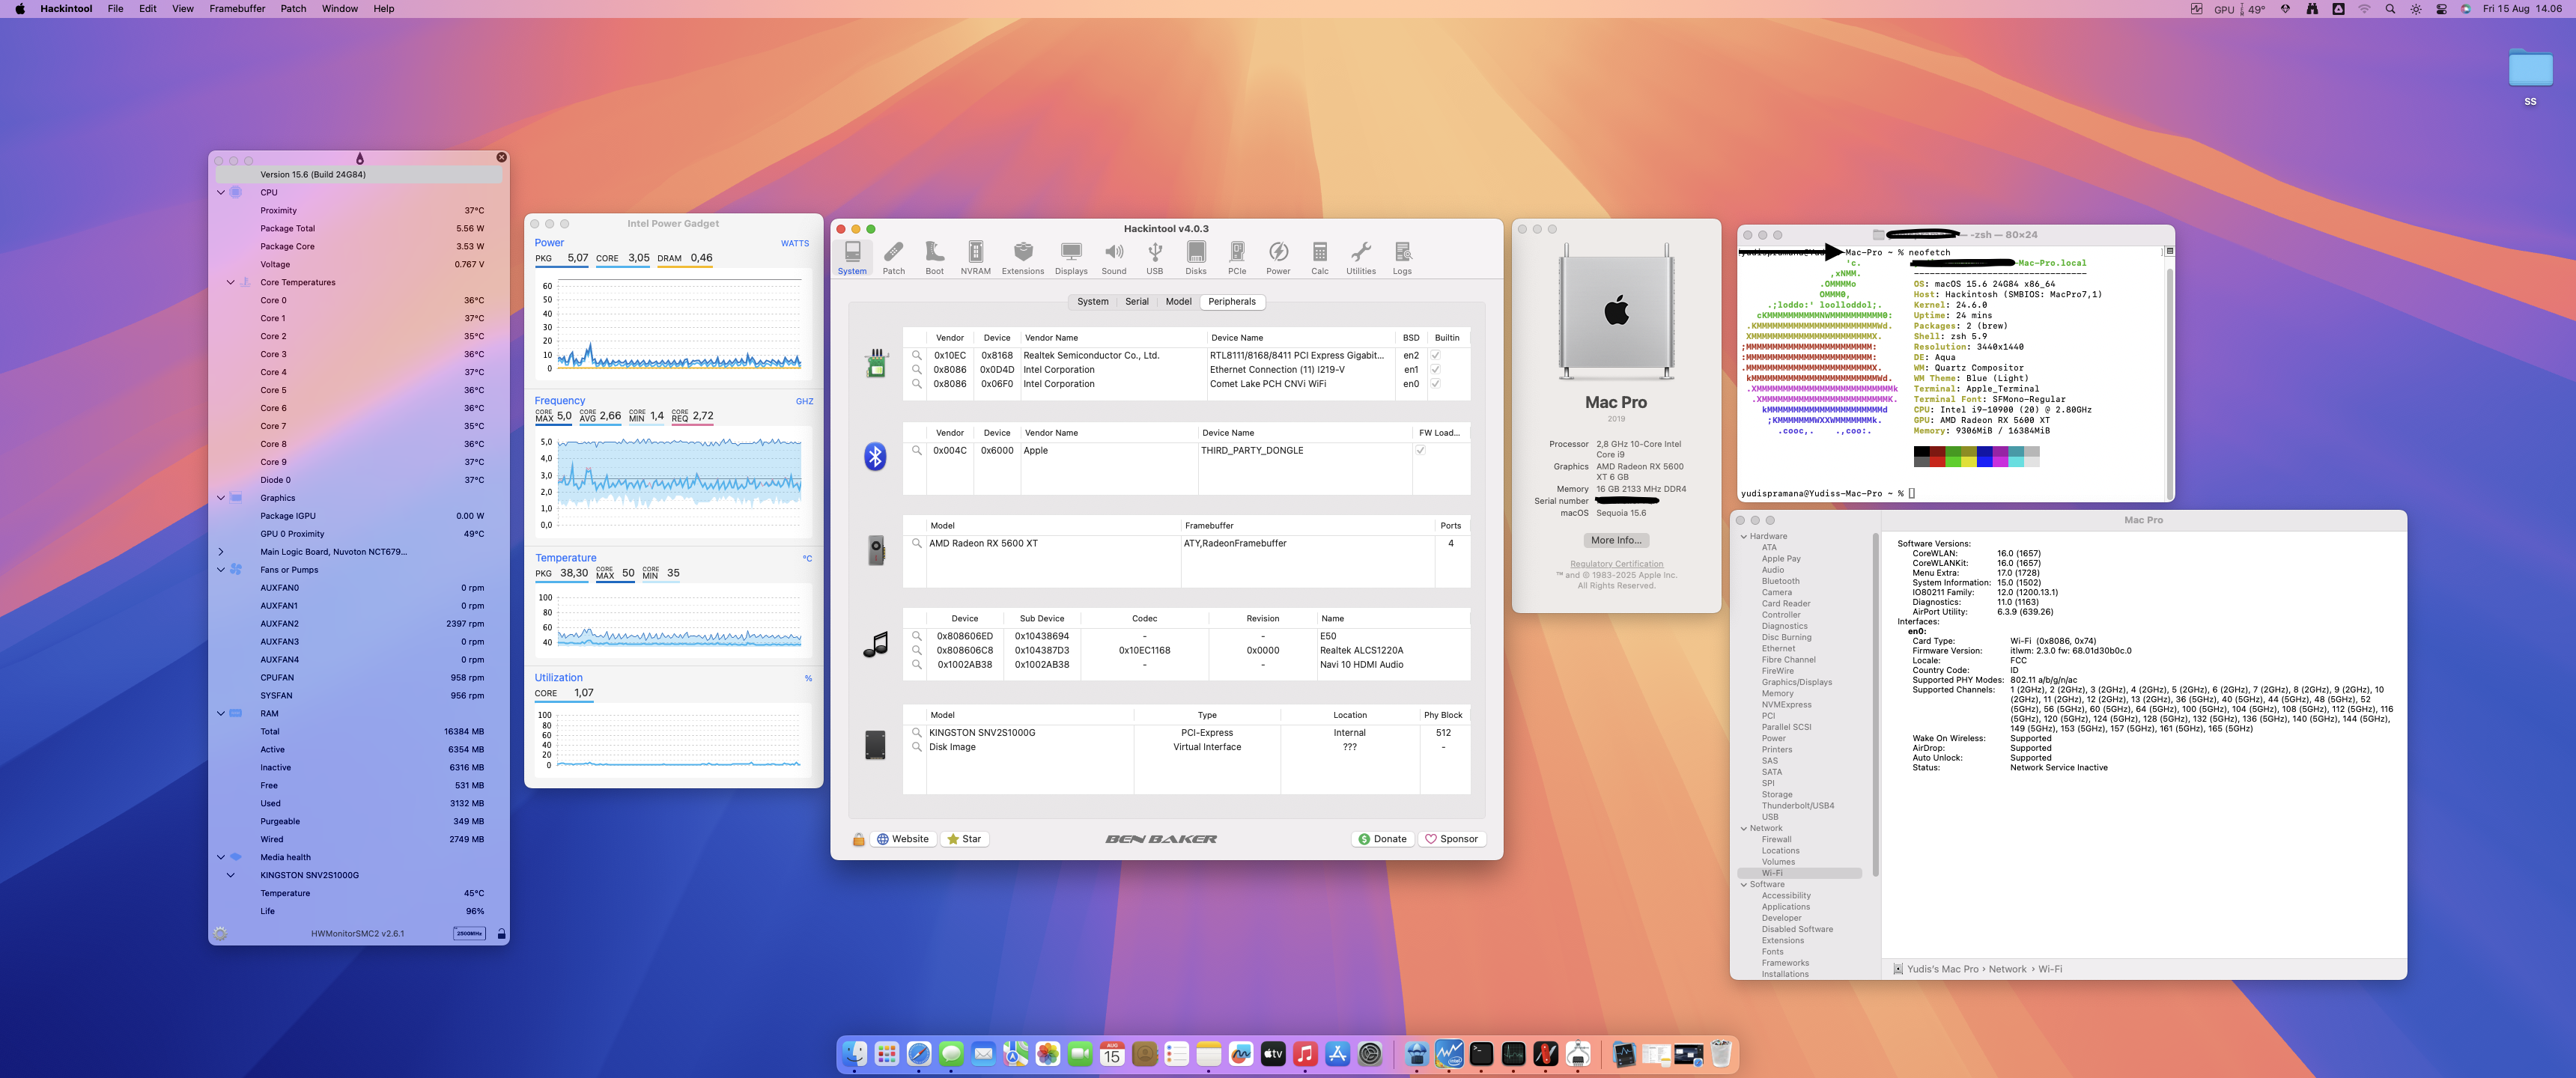 Hackintool File Edit View Framebuffer Patch Window Help
GPU 49° Fri 15 Aug 14.06
SS
Version 15.6 (Build 24G84)
CPU
Proximity 37°C
Package Total 5.56 W
Package Core 3.53 W
Voltage 0.767 V
Core Temperatures
Core 0 36°C
Core 1 37°C
Core 2 35°C
Core 3 36°C
Core 4 37°C
Core 5 36°C
Core 6 36°C
Core 7 35°C
Core 8 36°C
Core 9 37°C
Diode 0 37°C
Graphics
Package IGPU 0.00 W
GPU 0 Proximity 49°C
Main Logic Board, Nuvoton NCT679...
Fans or Pumps
AUXFAN0 0 rpm
AUXFAN1 0 rpm
AUXFAN2 2397 rpm
AUXFAN3 0 rpm
AUXFAN4 0 rpm
CPUFAN 958 rpm
SYSFAN 956 rpm
RAM
Total 16384 MB
Active 6354 MB
Inactive 6316 MB
Free 531 MB
Used 3132 MB
Purgeable 349 MB
Wired 2749 MB
Media health
KINGSTON SNV2S1000G
Temperature 45°C
Life 96%
HWMonitorSMC2 v2.6.1 2500MHz
Intel Power Gadget
Power WATTS
PKG 5,07 CORE 3,05 DRAM 0,46
60
50
40
30
20
10
0
Frequency GHZ
CORE MAX 5,0 CORE AVG 2,66 CORE MIN 1,4 CORE REQ 2,72
5,0
4,0
3,0
2,0
1,0
0,0
Temperature °C
PKG 38,30 CORE MAX 50 CORE MIN 35
100
80
60
40
Utilization %
CORE 1,07
100
80
60
40
20
0
Hackintool v4.0.3
System Patch Boot NVRAM Extensions Displays Sound USB Disks PCIe Power Calc Utilities Logs
System Serial Model Peripherals
Vendor Device Vendor Name Device Name BSD Builtin
0x10EC 0x8168 Realtek Semiconductor Co., Ltd. RTL8111/8168/8411 PCI Express Gigabit... en2
0x8086 0x0D4D Intel Corporation Ethernet Connection (11) I219-V en1
0x8086 0x06F0 Intel Corporation Comet Lake PCH CNVi WiFi en0
Vendor Device Vendor Name Device Name FW Load...
0x004C 0x6000 Apple THIRD_PARTY_DONGLE
Model Framebuffer Ports
AMD Radeon RX 5600 XT ATY,RadeonFramebuffer 4
Device Sub Device Codec Revision Name
0x808606ED 0x10438694 - - E50
0x808606C8 0x104387D3 0x10EC1168 0x0000 Realtek ALCS1220A
0x1002AB38 0x1002AB38 - - Navi 10 HDMI Audio
Model Type Location Phy Block
KINGSTON SNV2S1000G PCI-Express Internal 512
Disk Image Virtual Interface ??? -
Website Star BEN BAKER Donate Sponsor
Mac Pro
2019
Processor 2,8 GHz 10-Core Intel
Core i9
Graphics AMD Radeon RX 5600
XT 6 GB
Memory 16 GB 2133 MHz DDR4
Serial number
macOS Sequoia 15.6
More Info...
Regulatory Certification
™ and © 1983-2025 Apple Inc.
All Rights Reserved.
— -zsh — 80×24
-Mac-Pro ~ % neofetch
'c.
,xNMM.
.OMMMMo
OMMM0,
.;loddo:' loolloddol;.
cKMMMMMMMMMMNWMMMMMMMMMM0:
.KMMMMMMMMMMMMMMMMMMMMMMMWd.
XMMMMMMMMMMMMMMMMMMMMMMMX.
;MMMMMMMMMMMMMMMMMMMMMMMM:
:MMMMMMMMMMMMMMMMMMMMMMMM:
.MMMMMMMMMMMMMMMMMMMMMMMMX.
kMMMMMMMMMMMMMMMMMMMMMMMMWd.
.XMMMMMMMMMMMMMMMMMMMMMMMMMMk
.XMMMMMMMMMMMMMMMMMMMMMMMMK.
kMMMMMMMMMMMMMMMMMMMMMMd
;KMMMMMMMWXXWMMMMMMMk.
.cooc,. .,coo:.
-Mac-Pro.local
-------------------------------
OS: macOS 15.6 24G84 x86_64
Host: Hackintosh (SMBIOS: MacPro7,1)
Kernel: 24.6.0
Uptime: 24 mins
Packages: 2 (brew)
Shell: zsh 5.9
Resolution: 3440x1440
DE: Aqua
WM: Quartz Compositor
WM Theme: Blue (Light)
Terminal: Apple_Terminal
Terminal Font: SFMono-Regular
CPU: Intel i9-10900 (20) @ 2.80GHz
GPU: AMD Radeon RX 5600 XT
Memory: 9306MiB / 16384MiB
yudispramana@Yudiss-Mac-Pro ~ %
Mac Pro
Hardware
ATA
Apple Pay
Audio
Bluetooth
Camera
Card Reader
Controller
Diagnostics
Disc Burning
Ethernet
Fibre Channel
FireWire
Graphics/Displays
Memory
NVMExpress
PCI
Parallel SCSI
Power
Printers
SAS
SATA
SPI
Storage
Thunderbolt/USB4
USB
Network
Firewall
Locations
Volumes
Wi-Fi
Software
Accessibility
Applications
Developer
Disabled Software
Extensions
Fonts
Frameworks
Installations
Software Versions:
CoreWLAN: 16.0 (1657)
CoreWLANKit: 16.0 (1657)
Menu Extra: 17.0 (1728)
System Information: 15.0 (1502)
IO80211 Family: 12.0 (1200.13.1)
Diagnostics: 11.0 (1163)
AirPort Utility: 6.3.9 (639.26)
Interfaces:
en0:
Card Type: Wi-Fi (0x8086, 0x74)
Firmware Version: itlwm: 2.3.0 fw: 68.01d30b0c.0
Locale: FCC
Country Code: ID
Supported PHY Modes: 802.11 a/b/g/n/ac
Supported Channels: 1 (2GHz), 2 (2GHz), 3 (2GHz), 4 (2GHz), 5 (2GHz), 6 (2GHz), 7 (2GHz), 8 (2GHz), 9 (2GHz), 10
(2GHz), 11 (2GHz), 12 (2GHz), 13 (2GHz), 36 (5GHz), 40 (5GHz), 44 (5GHz), 48 (5GHz), 52
(5GHz), 56 (5GHz), 60 (5GHz), 64 (5GHz), 100 (5GHz), 104 (5GHz), 108 (5GHz), 112 (5GHz), 116
(5GHz), 120 (5GHz), 124 (5GHz), 128 (5GHz), 132 (5GHz), 136 (5GHz), 140 (5GHz), 144 (5GHz),
149 (5GHz), 153 (5GHz), 157 (5GHz), 161 (5GHz), 165 (5GHz)
Wake On Wireless: Supported
AirDrop: Supported
Auto Unlock: Supported
Status: Network Service Inactive
Yudis's Mac Pro › Network › Wi-Fi
AUG
15
tv